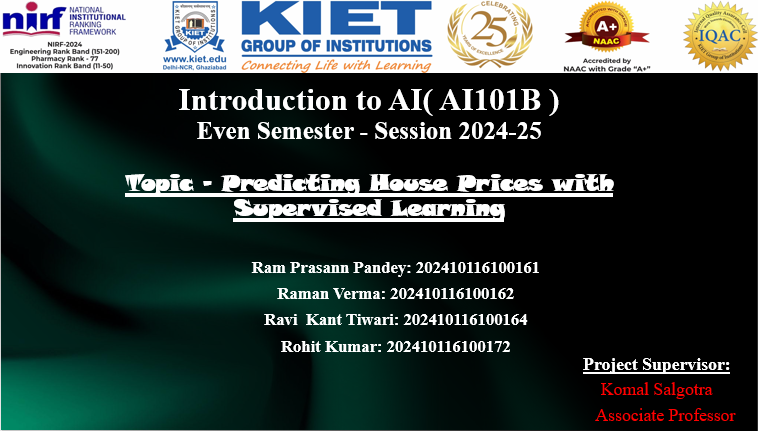 nirf NATIONAL INSTITUTIONAL RANKING FRAMEWORK
NIRF-2024
Engineering Rank Band (151-200)
Pharmacy Rank - 77
Innovation Rank Band (11-50)
KIET
GROUP OF INSTITUTIONS
www.kiet.edu
Delhi-NCR, Ghaziabad
KIET
GROUP OF INSTITUTIONS
Connecting Life with Learning
CELEBRATING
25
YEARS OF EXCELLENCE
A+
NAAC
Accredited by
NAAC with Grade “A+”
IQAC
Introduction to AI( AI101B )
Even Semester - Session 2024-25
Topic - Predicting House Prices with
Supervised Learning
Ram Prasann Pandey: 202410116100161
Raman Verma: 202410116100162
Ravi  Kant Tiwari: 202410116100164
Rohit Kumar: 202410116100172
Project Supervisor:
Komal Salgotra
Associate Professor